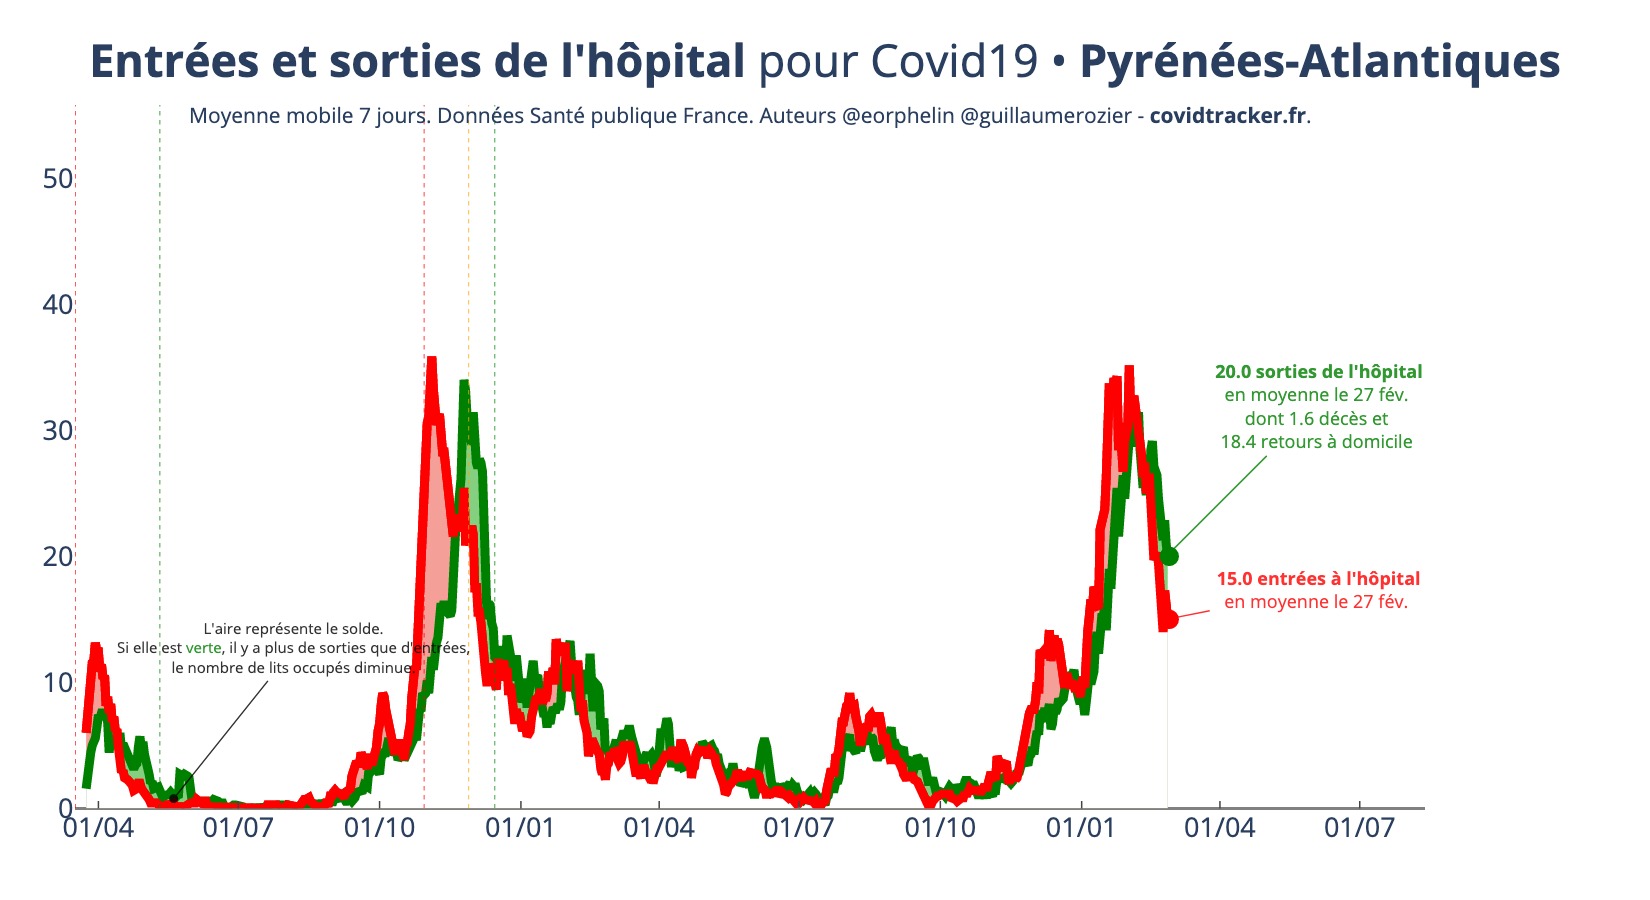 Entrées et sorties de l'hôpital pour Covid19 • Pyrénées-Atlantiques
Moyenne mobile 7 jours. Données Santé publique France. Auteurs @eorphelin @guillaumerozier - covidtracker.fr.
50
40
30
20
10
0
20.0 sorties de l'hôpital
en moyenne le 27 fév.
dont 1.6 décès et
18.4 retours à domicile
15.0 entrées à l'hôpital
en moyenne le 27 fév.
L'aire représente le solde.
Si elle est verte, il y a plus de sorties que d'entrées,
le nombre de lits occupés diminue.
01/04 01/07 01/10 01/01 01/04 01/07 01/10 01/01 01/04 01/07